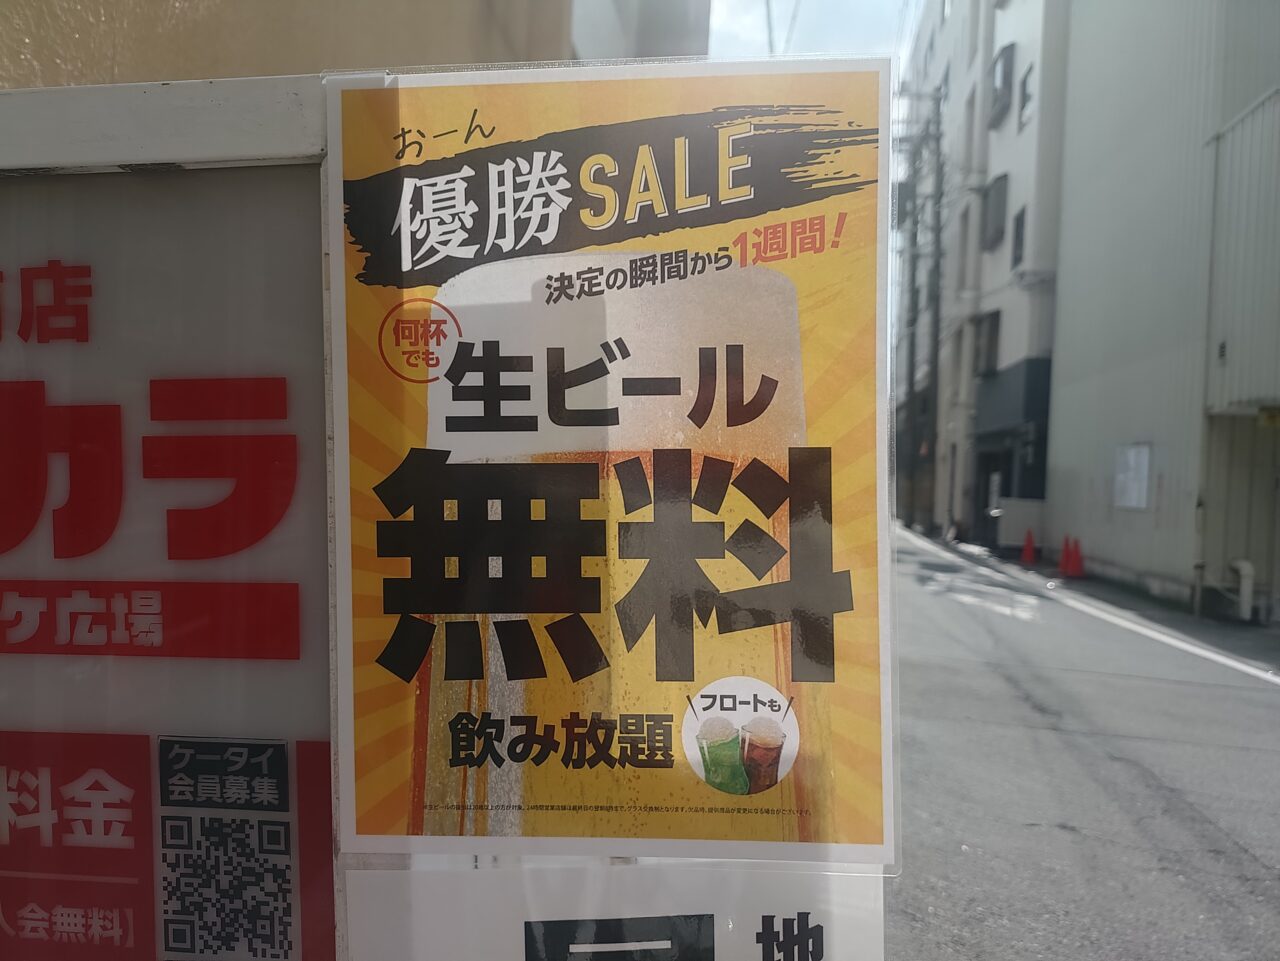 おーん
優勝SALE
決定の瞬間から1週間!
何杯
でも
生ビール
無料
飲み放題
フロートも
店
カラ
ケ広場
料金
ケータイ
会員募集
会無料】
地